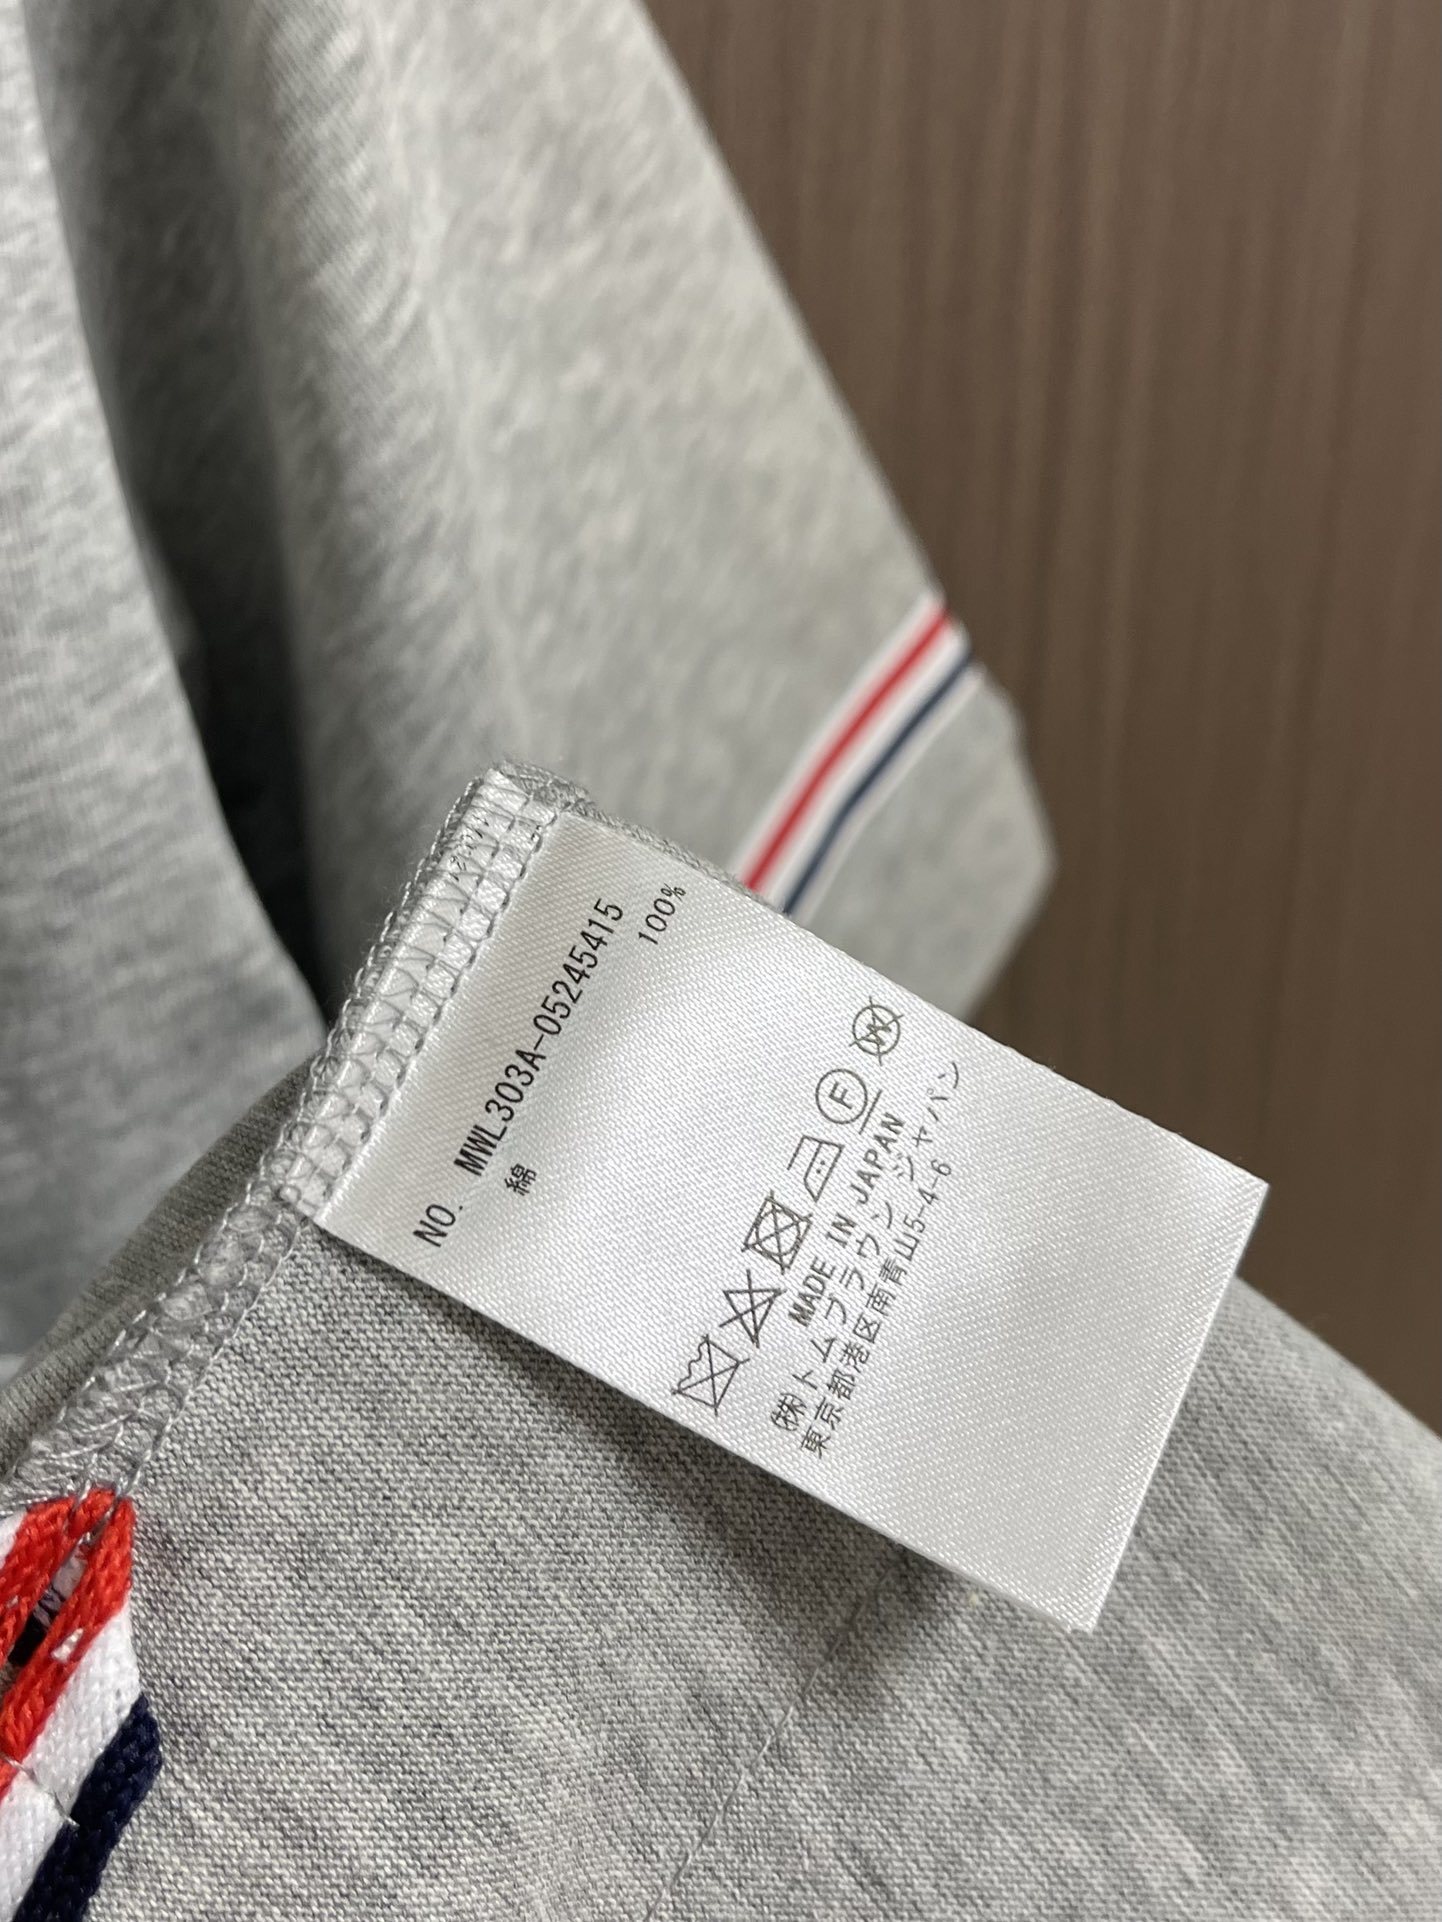 NO. MWL303A-05245415
綿 100%
F W
MADE IN JAPAN
㈱トムブラウンジャパン
東京都港区南青山5-4-6